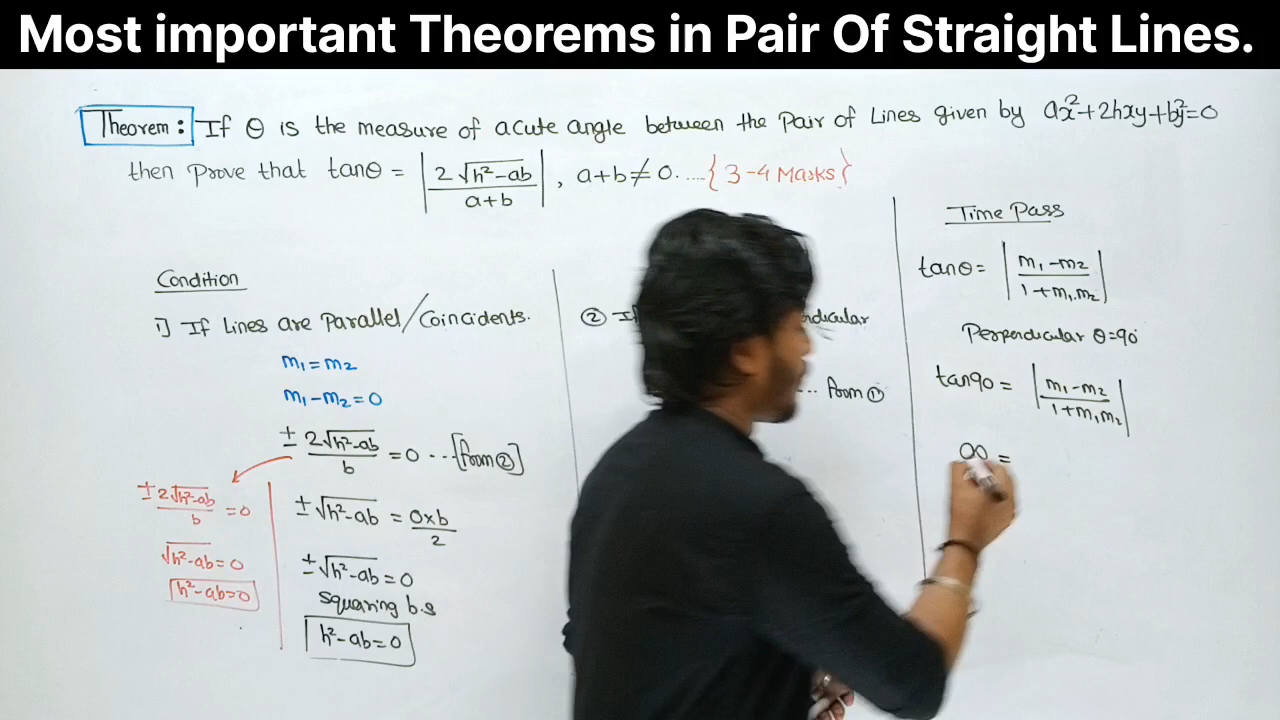 Most important Theorems in Pair Of Straight Lines.
Theorem: If θ is the measure of acute angle between the Pair of Lines given by ax²+2hxy+by²=0
then Prove that tanθ = |2√h²-ab / a+b|, a+b≠0. ....{3-4 Marks}
Condition
i] If Lines are Parallel/Coincidents.
m₁=m₂
m₁-m₂=0
± 2√h²-ab / b = 0 ...[from ②]
±2√h²-ab / b = 0
√h²-ab=0
h²-ab=0
±√h²-ab = 0×b / 2
±√h²-ab=0
squaring b.s
h²-ab=0
② If
... from ①
Time Pass
tanθ= |m₁-m₂ / 1+m₁.m₂|
Perpendicular θ=90°
tan90 = |m₁-m₂ / 1+m₁m₂|
∞ =